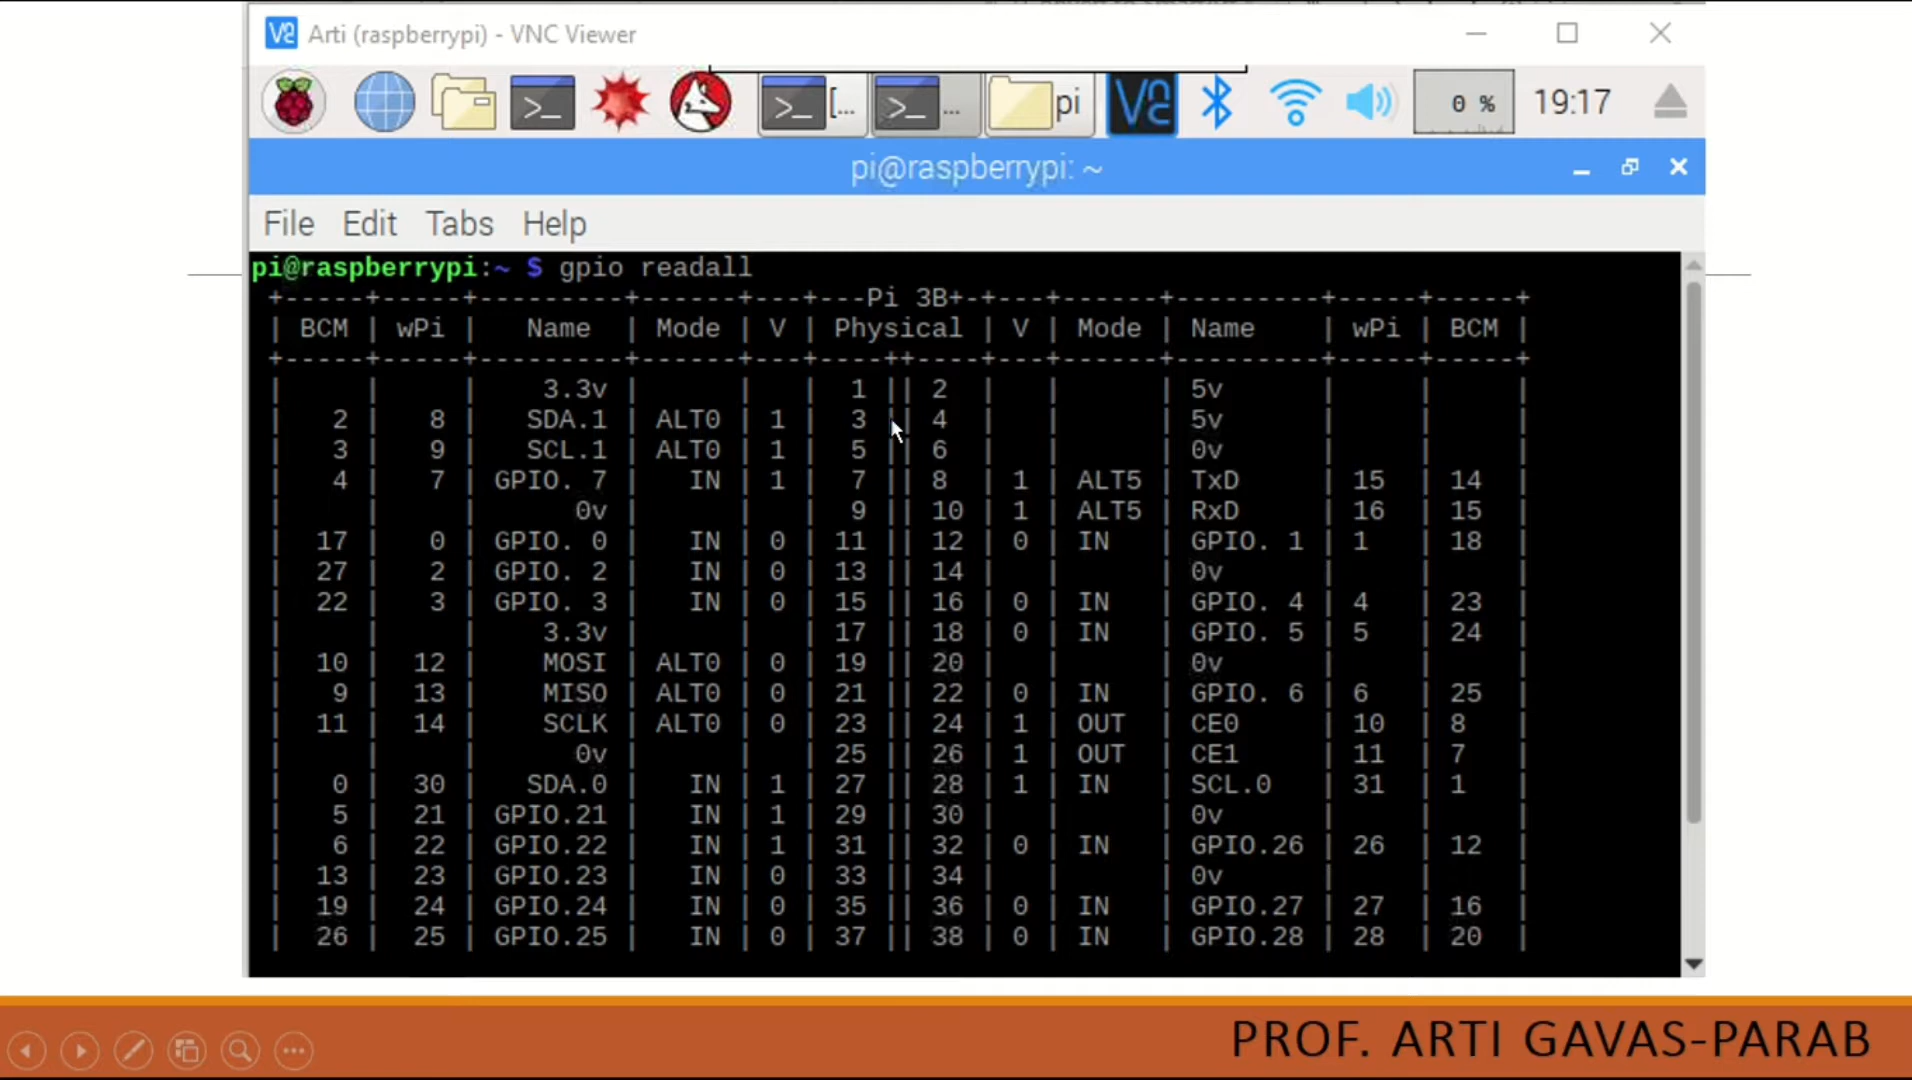 Arti (raspberrypi) - VNC Viewer
[... ... pi 0 % 19:17
pi@raspberrypi: ~
File Edit Tabs Help
pi@raspberrypi:~ $ gpio readall
+-----+-----+---------+------+---+---Pi 3B+-+---+------+---------+-----+-----+
| BCM | wPi |   Name  | Mode | V | Physical | V | Mode | Name    | wPi | BCM |
+-----+-----+---------+------+---+----++----+---+------+---------+-----+-----+
|     |     |    3.3v |      |   |  1 || 2  |   |      | 5v      |     |     |
|   2 |   8 |   SDA.1 | ALT0 | 1 |  3 || 4  |   |      | 5v      |     |     |
|   3 |   9 |   SCL.1 | ALT0 | 1 |  5 || 6  |   |      | 0v      |     |     |
|   4 |   7 | GPIO. 7 |   IN | 1 |  7 || 8  | 1 | ALT5 | TxD     | 15  | 14  |
|     |     |      0v |      |   |  9 || 10 | 1 | ALT5 | RxD     | 16  | 15  |
|  17 |   0 | GPIO. 0 |   IN | 0 | 11 || 12 | 0 | IN   | GPIO. 1 | 1   | 18  |
|  27 |   2 | GPIO. 2 |   IN | 0 | 13 || 14 |   |      | 0v      |     |     |
|  22 |   3 | GPIO. 3 |   IN | 0 | 15 || 16 | 0 | IN   | GPIO. 4 | 4   | 23  |
|     |     |    3.3v |      |   | 17 || 18 | 0 | IN   | GPIO. 5 | 5   | 24  |
|  10 |  12 |    MOSI | ALT0 | 0 | 19 || 20 |   |      | 0v      |     |     |
|   9 |  13 |    MISO | ALT0 | 0 | 21 || 22 | 0 | IN   | GPIO. 6 | 6   | 25  |
|  11 |  14 |    SCLK | ALT0 | 0 | 23 || 24 | 1 | OUT  | CE0     | 10  | 8   |
|     |     |      0v |      |   | 25 || 26 | 1 | OUT  | CE1     | 11  | 7   |
|   0 |  30 |   SDA.0 |   IN | 1 | 27 || 28 | 1 | IN   | SCL.0   | 31  | 1   |
|   5 |  21 | GPIO.21 |   IN | 1 | 29 || 30 |   |      | 0v      |     |     |
|   6 |  22 | GPIO.22 |   IN | 1 | 31 || 32 | 0 | IN   | GPIO.26 | 26  | 12  |
|  13 |  23 | GPIO.23 |   IN | 0 | 33 || 34 |   |      | 0v      |     |     |
|  19 |  24 | GPIO.24 |   IN | 0 | 35 || 36 | 0 | IN   | GPIO.27 | 27  | 16  |
|  26 |  25 | GPIO.25 |   IN | 0 | 37 || 38 | 0 | IN   | GPIO.28 | 28  | 20  |
PROF. ARTI GAVAS-PARAB